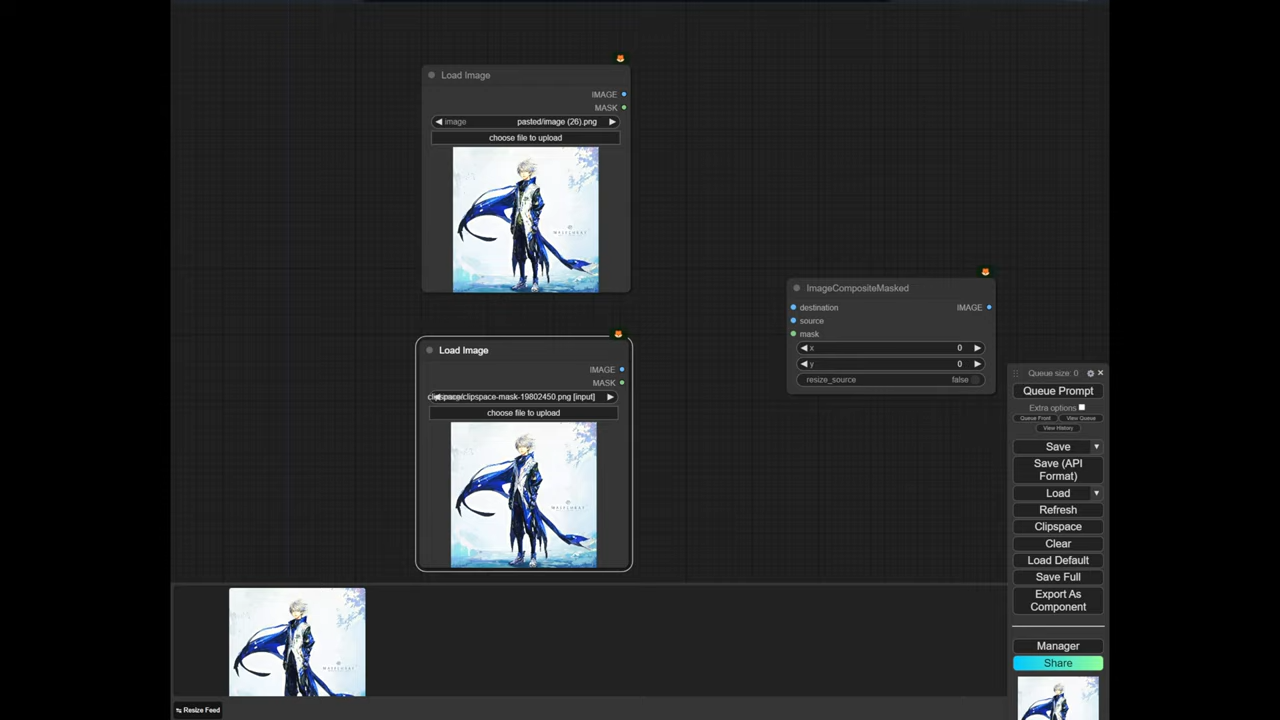 Load Image
IMAGE
MASK
image pasted/image (26).png
choose file to upload
ImageCompositeMasked
destination IMAGE
source
mask
x 0
y 0
resize_source false
Load Image
IMAGE
MASK
clipspace/clipspace-mask-19802450.png [input]
choose file to upload
Queue size: 0
Queue Prompt
Extra options
Queue Front View Queue
View History
Save
Save (API
Format)
Load
Refresh
Clipspace
Clear
Load Default
Save Full
Export As
Component
Manager
Share
Resize Feed